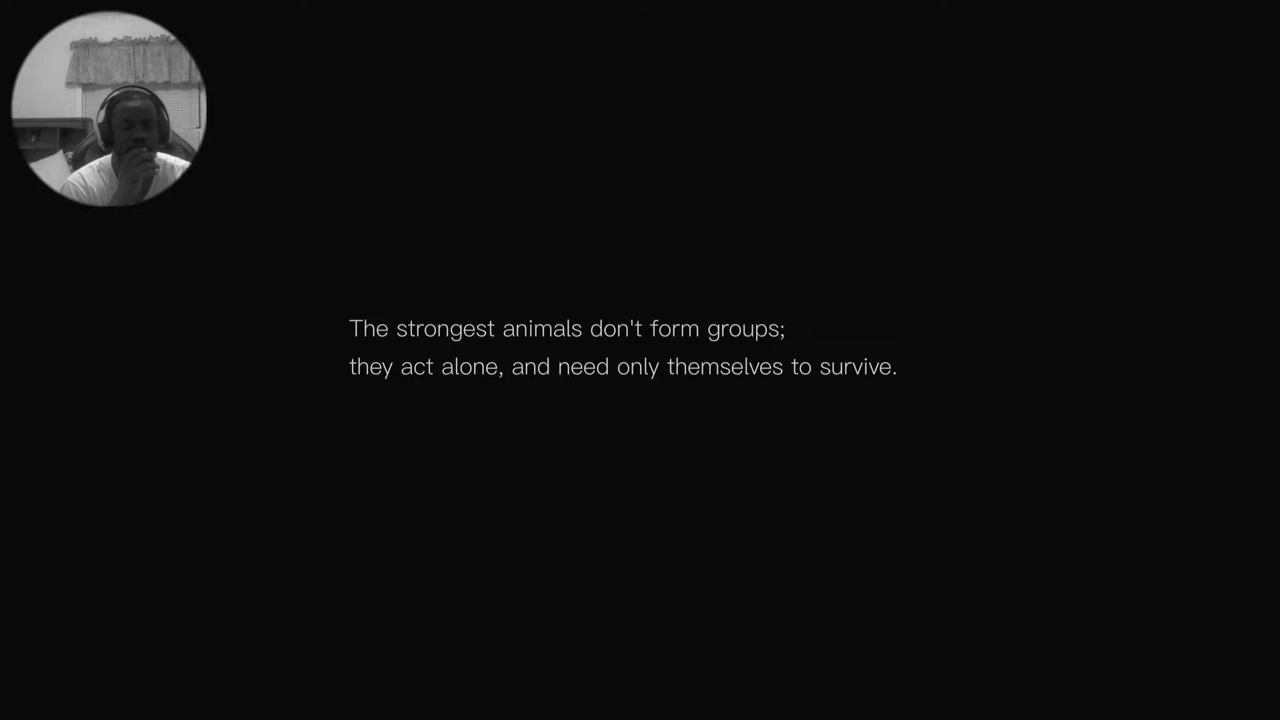 The strongest animals don't form groups;
they act alone, and need only themselves to survive.